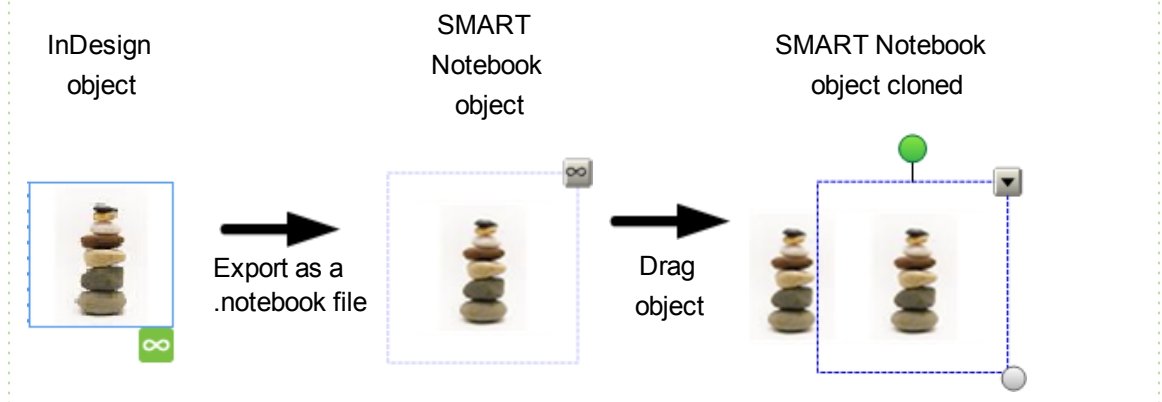 InDesign
object
SMART
Notebook
object
SMART Notebook
object cloned
Export as a
.notebook file
Drag
object